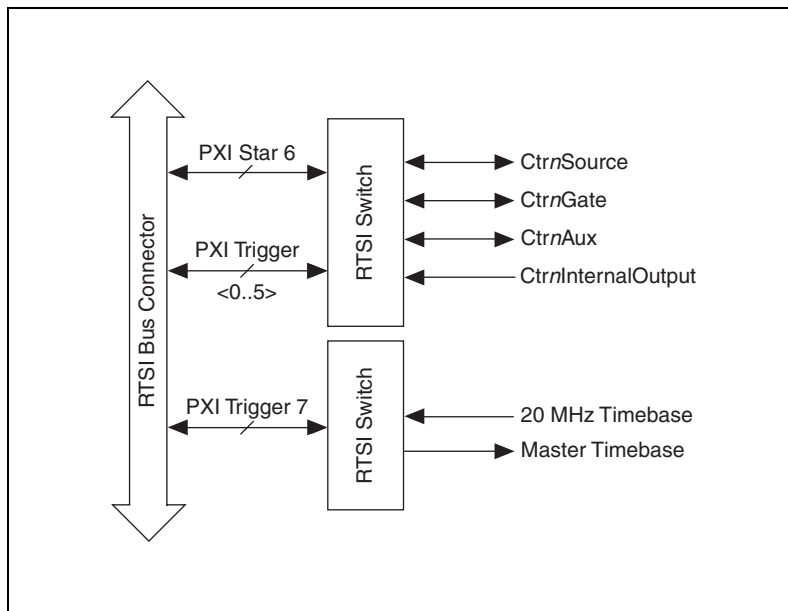 RTSI Bus Connector
PXI Star 6
PXI Trigger
<0..5>
RTSI Switch
CtrnSource
CtrnGate
CtrnAux
CtrnInternalOutput
PXI Trigger 7
RTSI Switch
20 MHz Timebase
Master Timebase